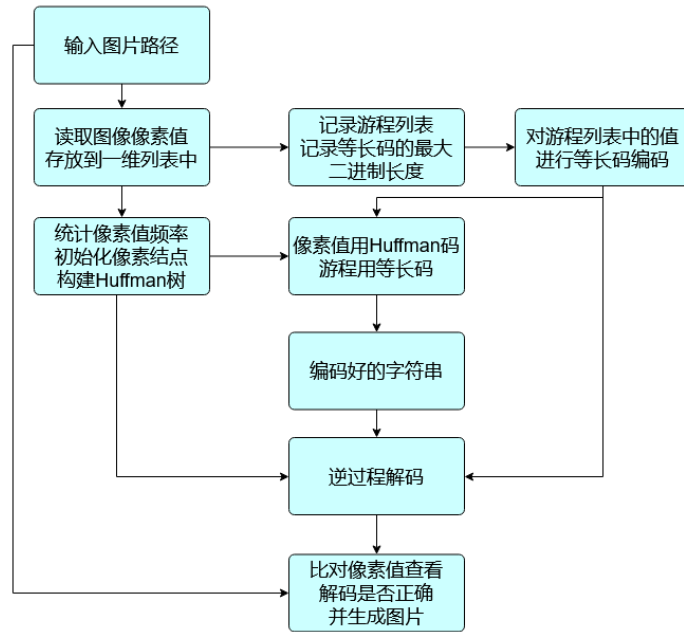 输入图片路径
读取图像像素值
存放到一维列表中
记录游程列表
记录等长码的最大
二进制长度
对游程列表中的值
进行等长码编码
统计像素值频率
初始化像素结点
构建Huffman树
像素值用Huffman码
游程用等长码
编码好的字符串
逆过程解码
比对像素值查看
解码是否正确
并生成图片